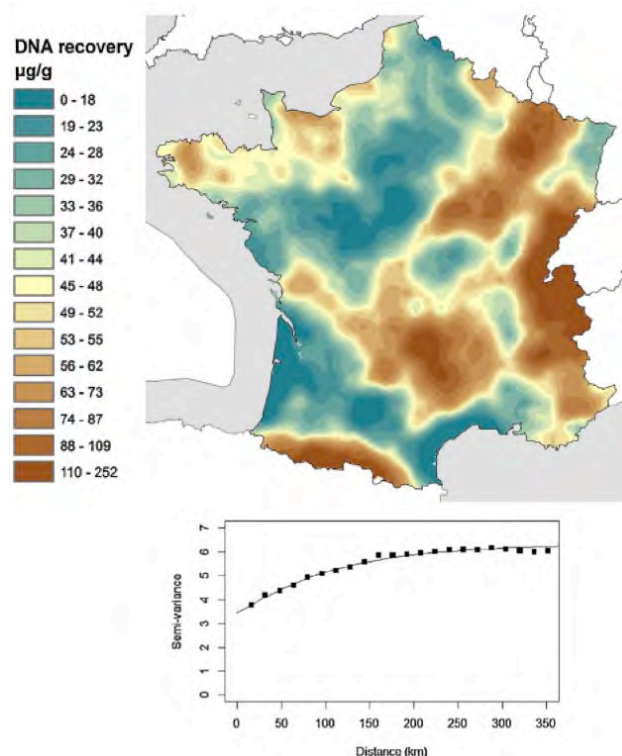 DNA recovery
µg/g
0 - 18
19 - 23
24 - 28
29 - 32
33 - 36
37 - 40
41 - 44
45 - 48
49 - 52
53 - 55
56 - 62
63 - 73
74 - 87
88 - 109
110 - 252
7
6
5
4
3
2
1
0
Semi-variance
0 50 100 150 200 250 300 350
Distance (km)